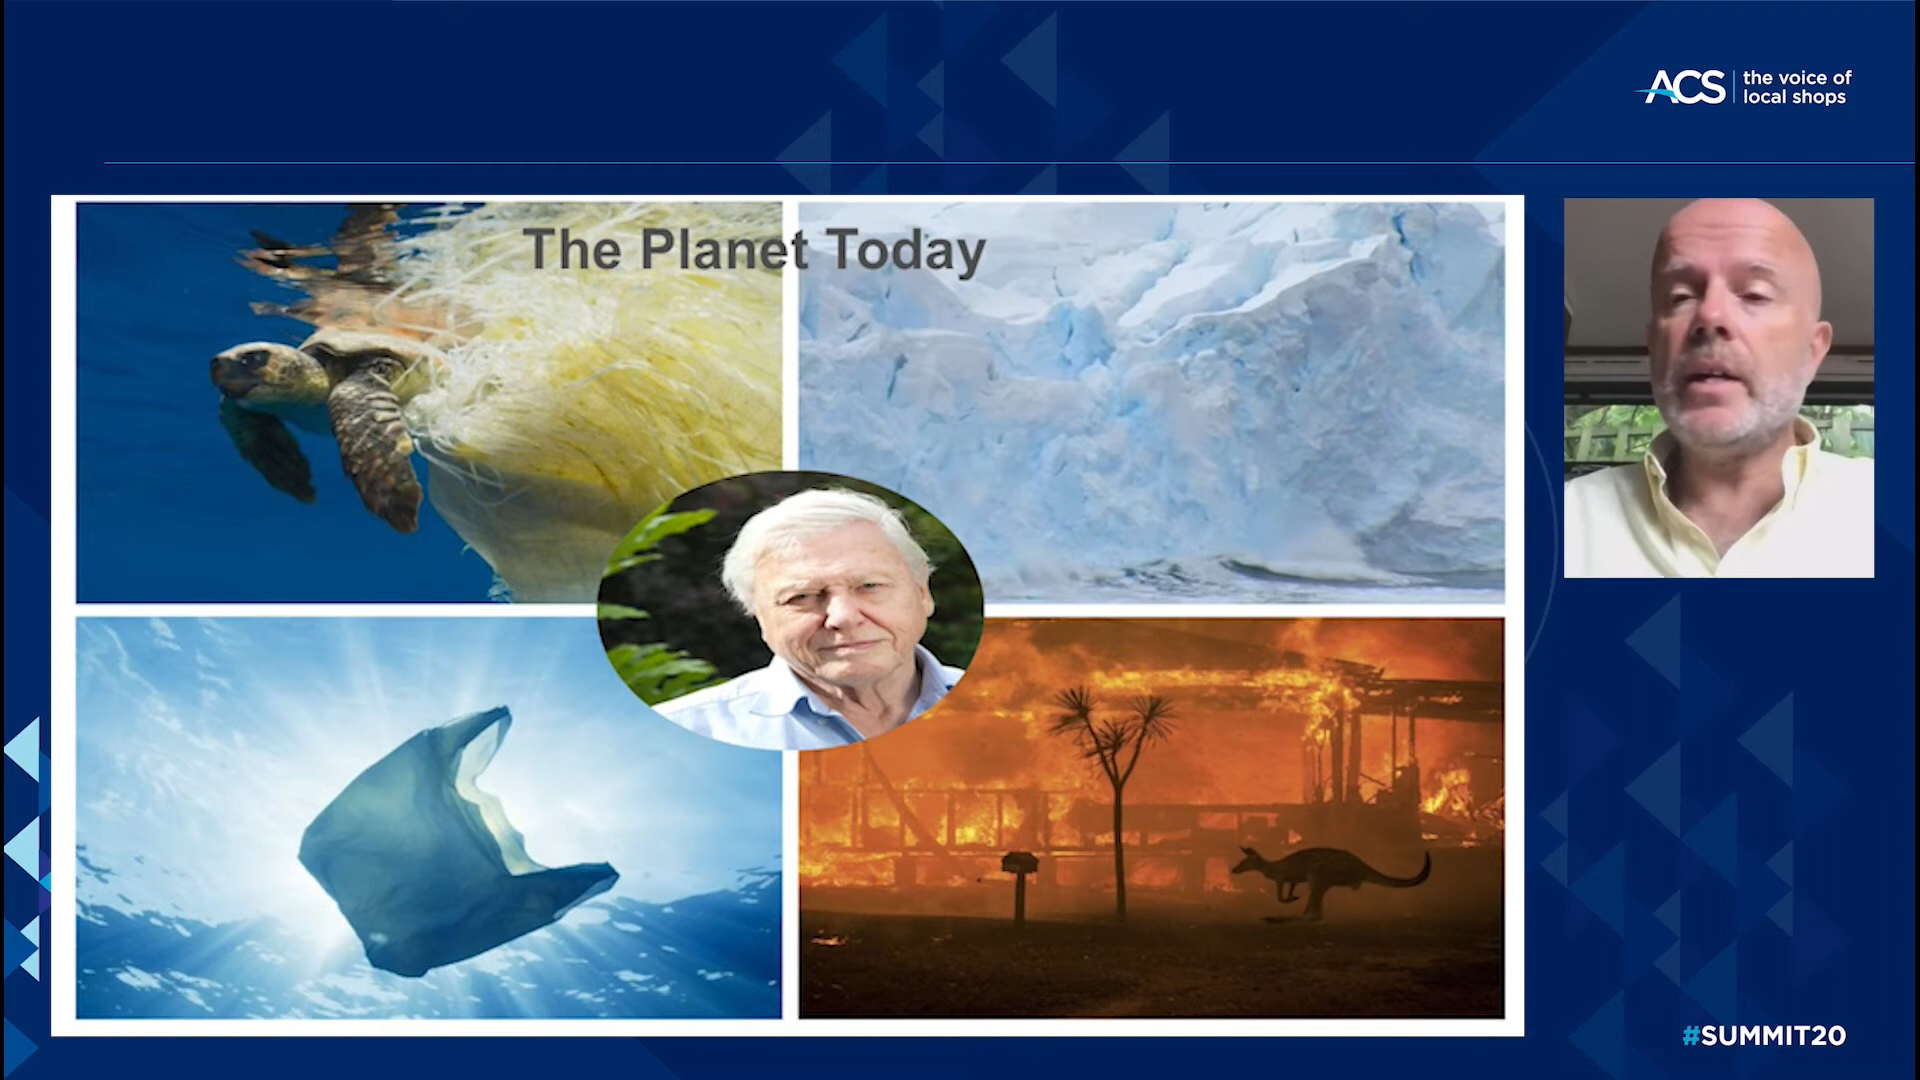 ACS
the voice of
local shops
The Planet Today
#SUMMIT20